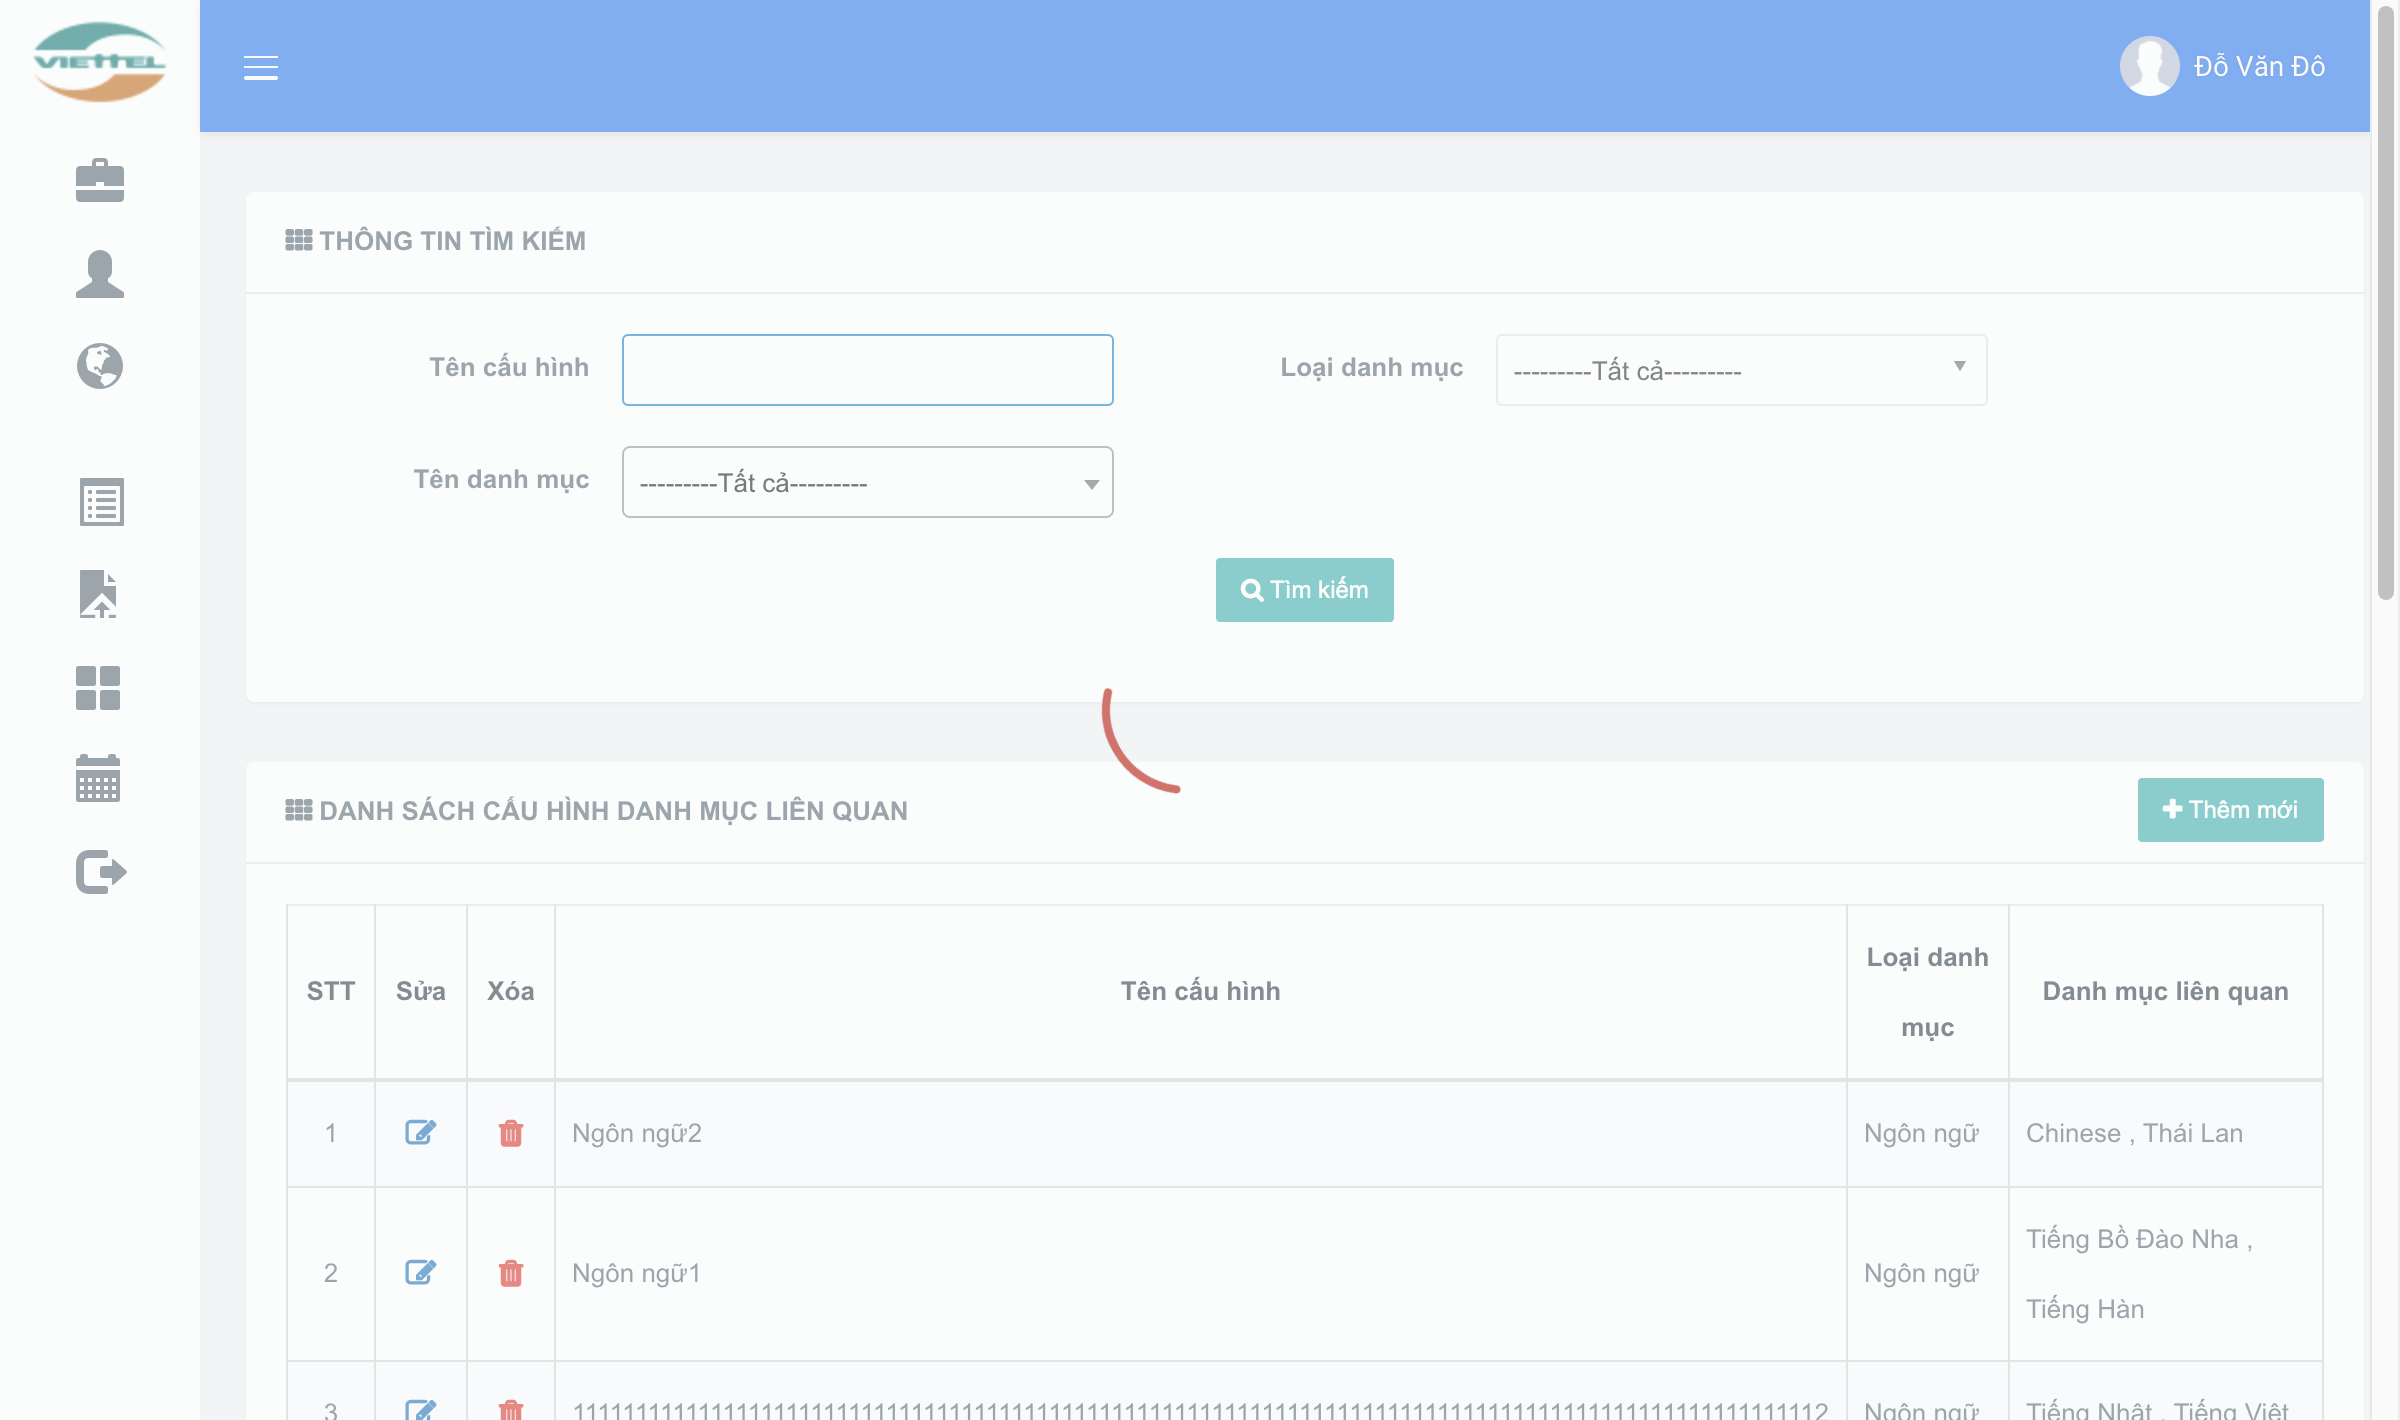 VIETTEL
Đỗ Văn Đô
THÔNG TIN TÌM KIẾM
Tên cấu hình
Loại danh mục
---------Tất cả---------
Tên danh mục
---------Tất cả---------
Tìm kiếm
DANH SÁCH CẤU HÌNH DANH MỤC LIÊN QUAN
Thêm mới
STT
Sửa
Xóa
Tên cấu hình
Loại danh
mục
Danh mục liên quan
1
Ngôn ngữ2
Ngôn ngữ
Chinese , Thái Lan
2
Ngôn ngữ1
Ngôn ngữ
Tiếng Bồ Đào Nha ,
Tiếng Hàn
3
Ngôn ngữ
Tiếng Nhật , Tiếng Việt